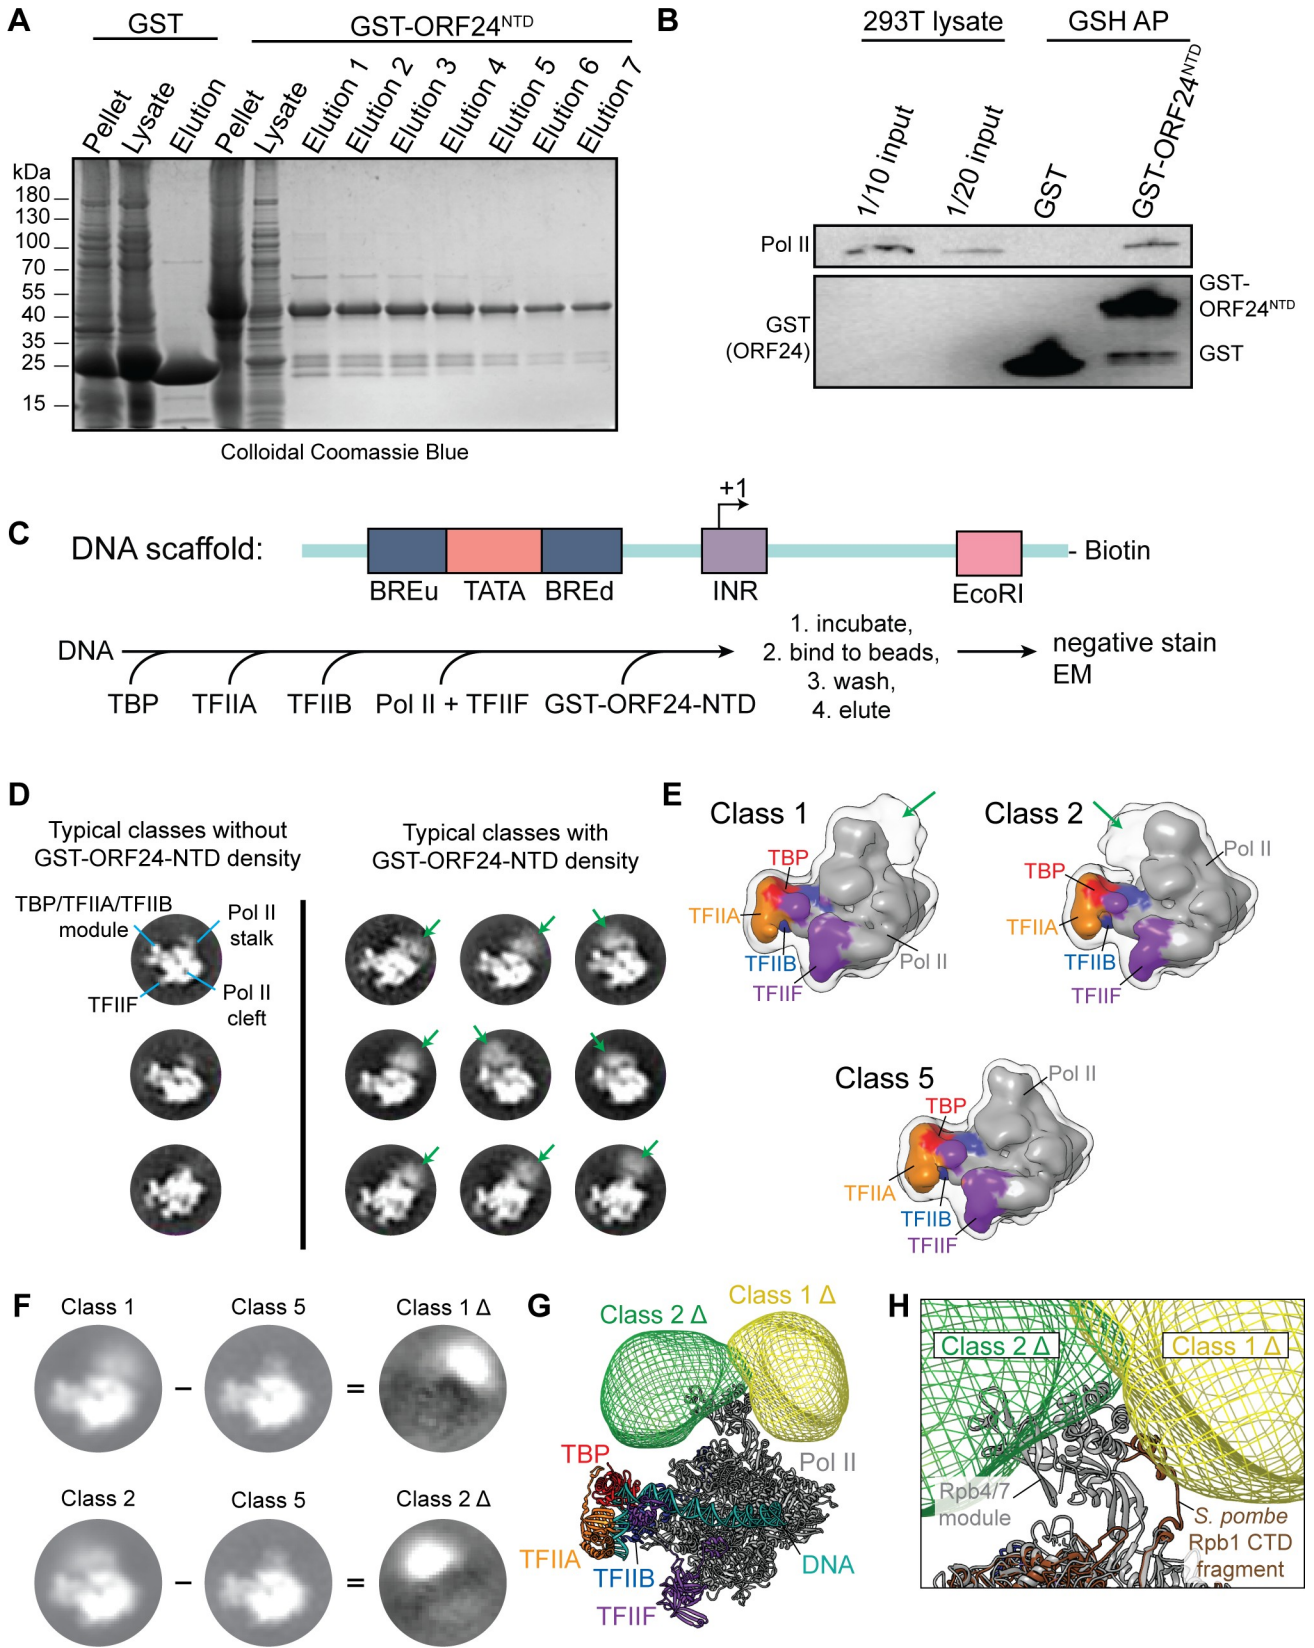 A
GST
GST-ORF24NTD
Pellet
Lysate
Elution
Pellet
Lysate
Elution 1
Elution 2
Elution 3
Elution 4
Elution 5
Elution 6
Elution 7
kDa
180
130
100
70
55
40
35
25
15
Colloidal Coomassie Blue
B
293T lysate
GSH AP
1/10 input
1/20 input
GST
GST-ORF24NTD
Pol II
GST
(ORF24)
GST-
ORF24NTD
GST
C
+1
DNA scaffold:
- Biotin
BREu
TATA
BREd
INR
EcoRI
DNA
TBP
TFIIA
TFIIB
Pol II + TFIIF
GST-ORF24-NTD
1. incubate,
2. bind to beads,
3. wash,
4. elute
negative stain
EM
D
Typical classes without
GST-ORF24-NTD density
Typical classes with
GST-ORF24-NTD density
TBP/TFIIA/TFIIB
module
Pol II
stalk
TFIIF
Pol II
cleft
E
Class 1
TBP
TFIIA
TFIIB
TFIIF
Pol II
Class 2
Pol II
TBP
TFIIA
TFIIB
TFIIF
Class 5
Pol II
TBP
TFIIA
TFIIB
TFIIF
F
Class 1
Class 5
Class 1 Δ
–
=
Class 2
Class 5
Class 2 Δ
–
=
G
Class 2 Δ
Class 1 Δ
TBP
Pol II
TFIIA
TFIIB
TFIIF
DNA
H
Class 2 Δ
Class 1 Δ
Rpb4/7
module
S. pombe
Rpb1 CTD
fragment